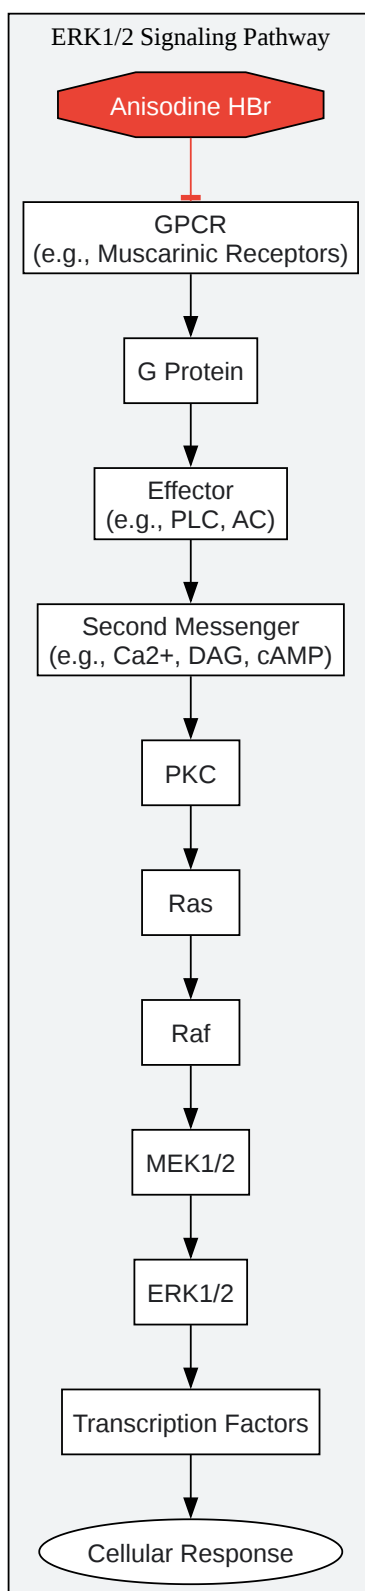 ERK1/2 Signaling Pathway
Anisodine HBr
GPCR
(e.g., Muscarinic Receptors)
G Protein
Effector
(e.g., PLC, AC)
Second Messenger
(e.g., Ca2+, DAG, cAMP)
PKC
Ras
Raf
MEK1/2
ERK1/2
Transcription Factors
Cellular Response